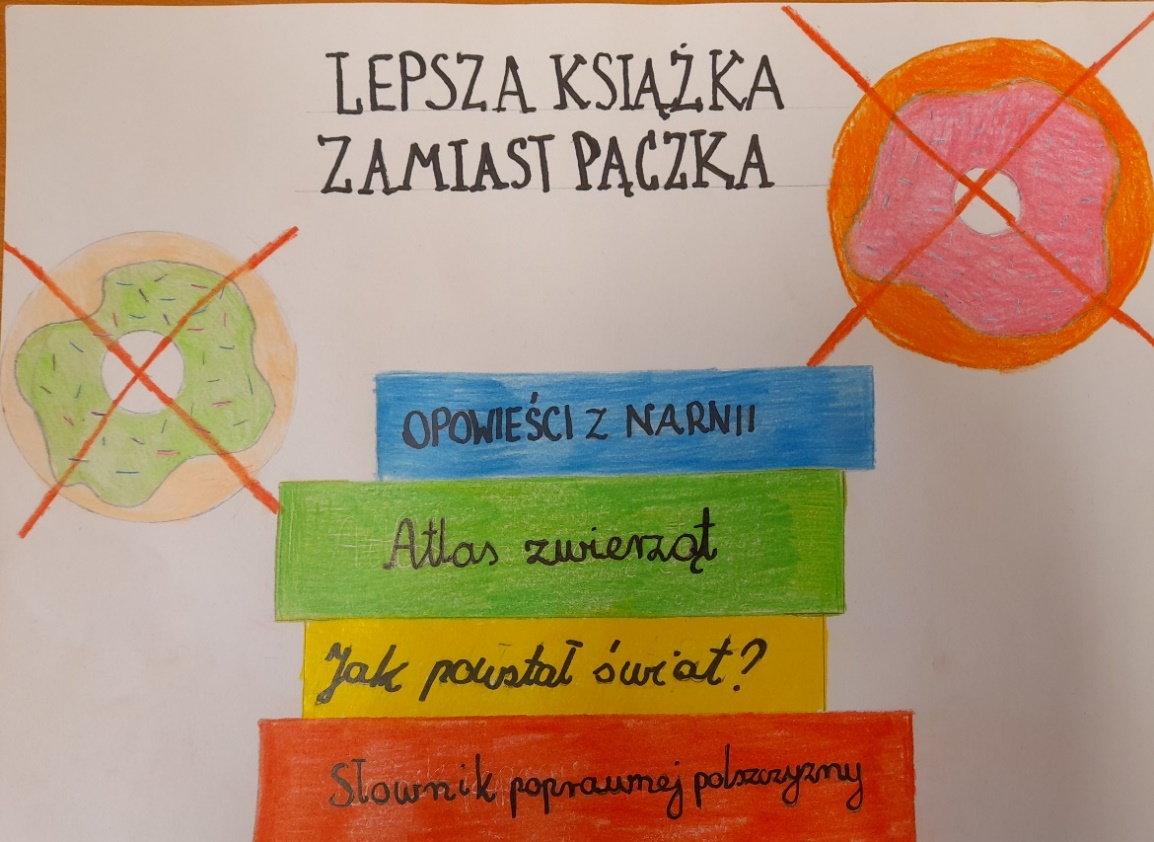 LEPSZA KSIĄŻKA
ZAMIAST PĄCZKA
OPOWIEŚCI Z NARNII
Atlas zwierząt
Jak powstał świat?
Słownik poprawnej polszczyzny